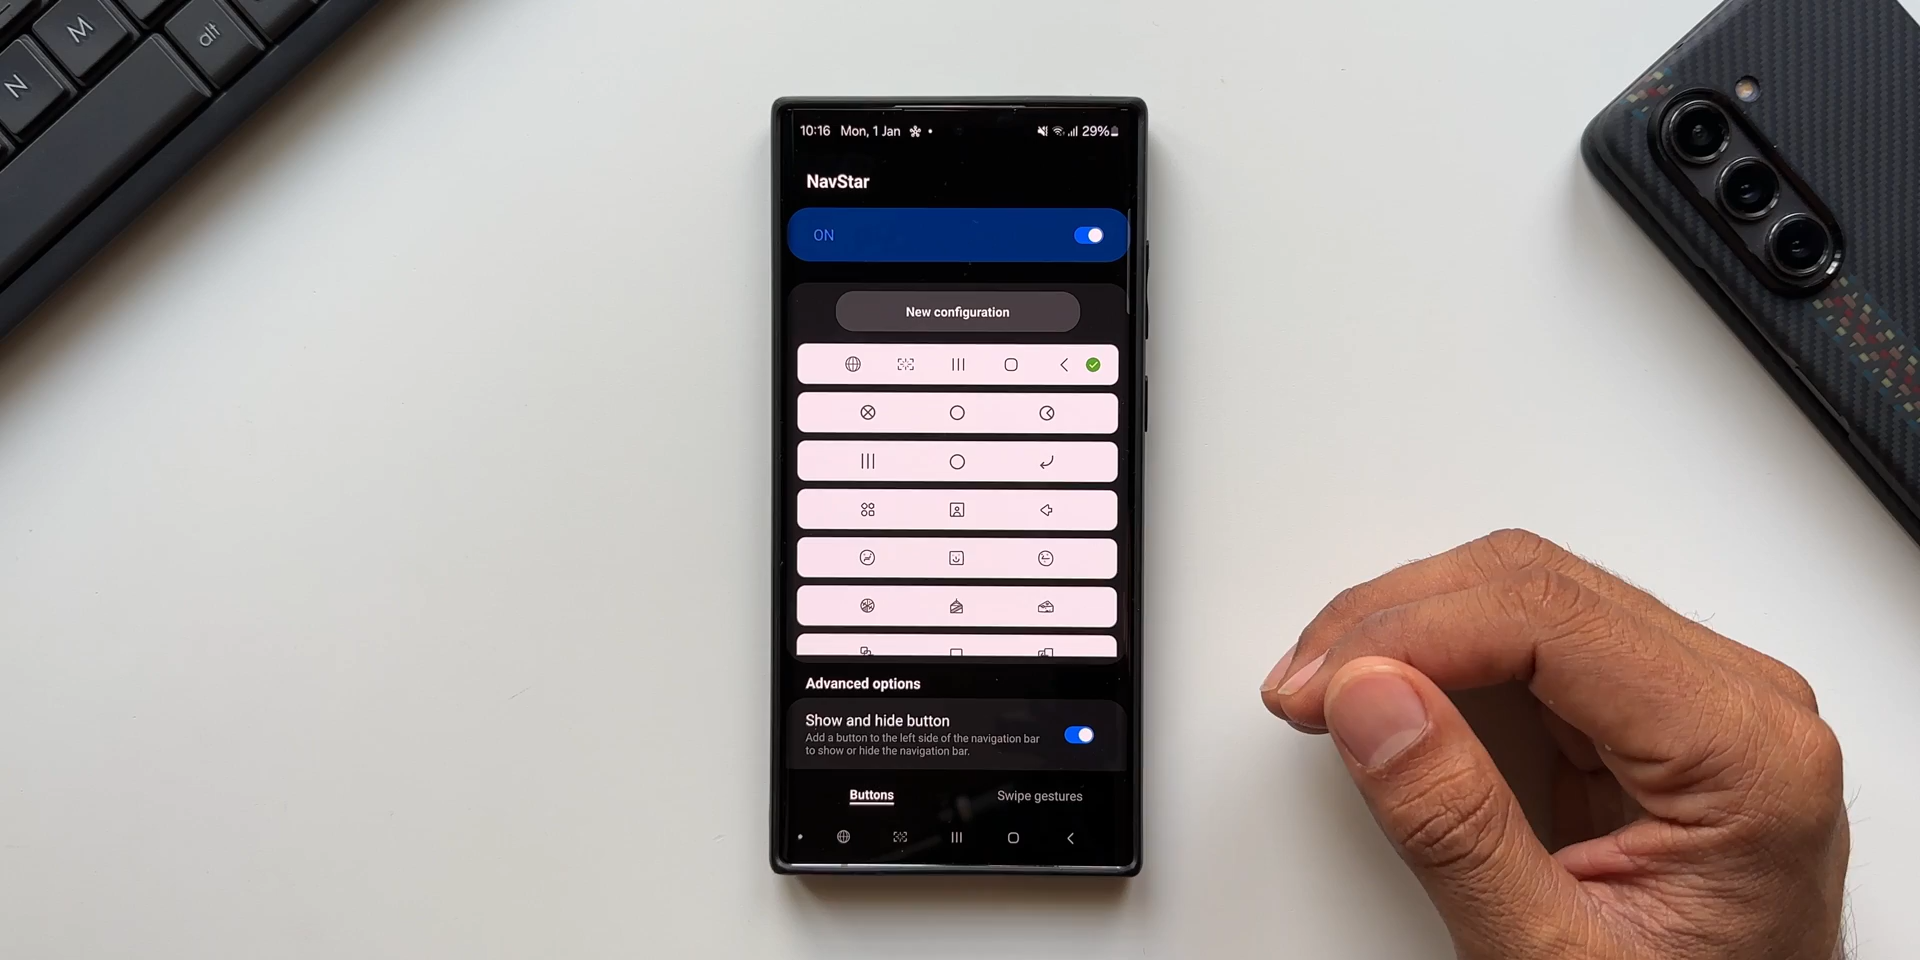 M
alt
N
10:16 Mon, 1 Jan
29%
NavStar
ON
New configuration
Advanced options
Show and hide button
Add a button to the left side of the navigation bar
to show or hide the navigation bar.
Buttons
Swipe gestures